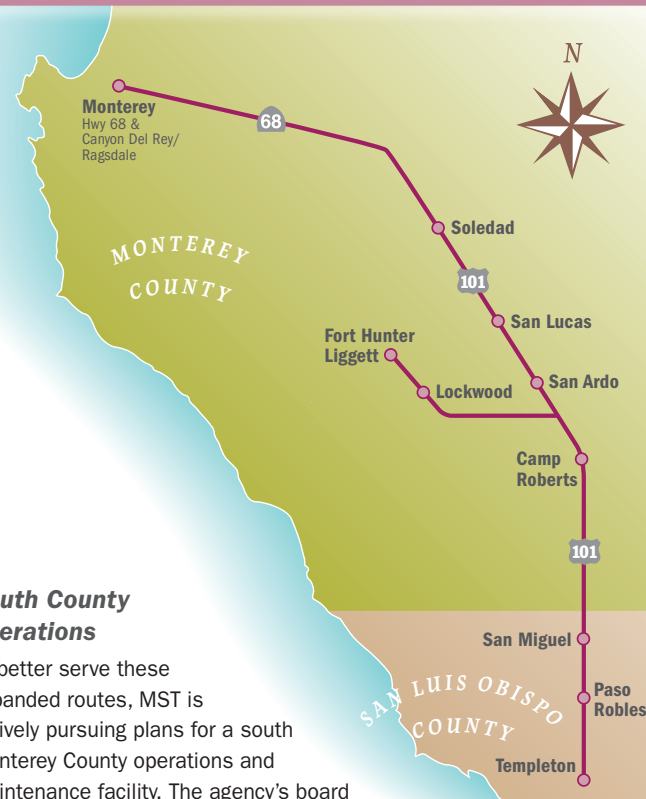 N
Monterey
Hwy 68 &
Canyon Del Rey/
Ragsdale
68
Soledad
MONTEREY
COUNTY
101
San Lucas
Fort Hunter
Liggett
San Ardo
Lockwood
Camp
Roberts
101
uth County
erations
San Miguel
better serve these
panded routes, MST is
ively pursuing plans for a south
nterey County operations and
intenance facility. The agency's board
SAN LUIS OBISPO
COUNTY
Paso
Robles
Templeton